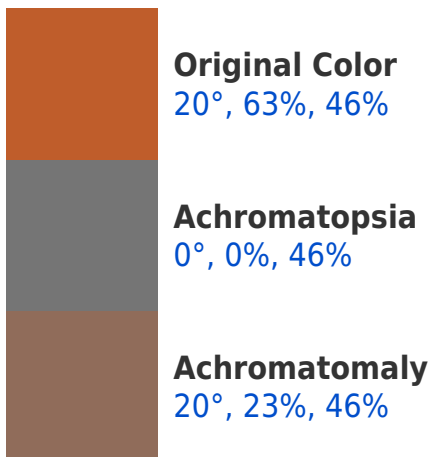 Original Color
20°, 63%, 46%
Achromatopsia
0°, 0%, 46%
Achromatomaly
20°, 23%, 46%